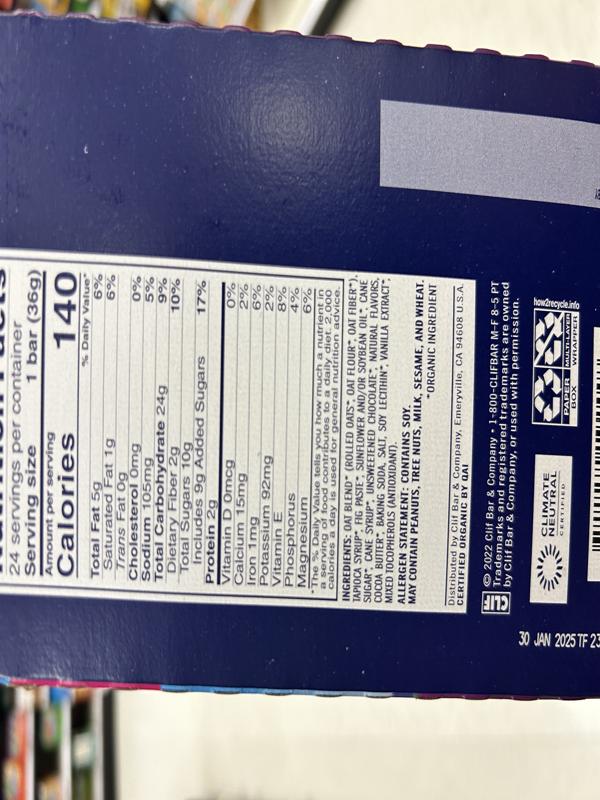 24 servings per container
Serving size 1 bar (36g)
Amount per serving
Calories 140
% Daily Value*
Total Fat 5g 6%
Saturated Fat 1g 6%
Trans Fat 0g
Cholesterol 0mg 0%
Sodium 105mg 5%
Total Carbohydrate 24g 9%
Dietary Fiber 2g 10%
Total Sugars 10g
Includes 9g Added Sugars 17%
Protein 2g
Vitamin D 0mcg 0%
Calcium 15mg 2%
Iron 1mg 6%
Potassium 92mg 2%
Vitamin E 8%
Phosphorus 4%
Magnesium 6%
*The % Daily Value tells you how much a nutrient in
a serving of food contributes to a daily diet. 2,000
calories a day is used for general nutrition advice.
INGREDIENTS: OAT BLEND* (ROLLED OATS*, OAT FLOUR*, OAT FIBER*),
TAPIOCA SYRUP*, FIG PASTE*, SUNFLOWER AND/OR SOYBEAN OIL*, CANE
SUGAR*, CANE SYRUP*, UNSWEETENED CHOCOLATE*, NATURAL FLAVORS,
COCOA BUTTER*, BAKING SODA, SALT, SOY LECITHIN*, VANILLA EXTRACT*,
MIXED TOCOPHEROLS (ANTIOXIDANT).
ALLERGEN STATEMENT: CONTAINS SOY.
MAY CONTAIN PEANUTS, TREE NUTS, MILK, SESAME, AND WHEAT.
*ORGANIC INGREDIENT
Distributed by Clif Bar & Company, Emeryville, CA 94608 U.S.A.
CERTIFIED ORGANIC BY QAI
CLIF
© 2022 Clif Bar & Company • 1-800-CLIFBAR M-F 8-5 PT
Trademarks and registered trademarks are owned
by Clif Bar & Company, or used with permission.
CLIMATE
NEUTRAL
CERTIFIED
how2recycle.info
PAPER
BOX
MULTI-LAYER
WRAPPER
30 JAN 2025 TF 23